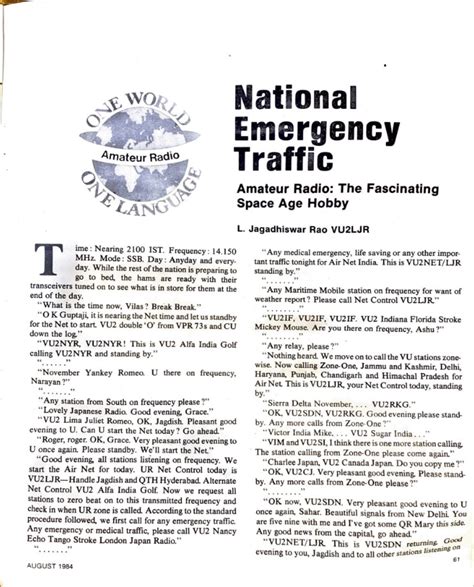 ONE WORLD
Amateur Radio
ONE LANGUAGE
National
Emergency
Traffic
Amateur Radio: The Fascinating
Space Age Hobby
L. Jagadhiswar Rao VU2LJR
Time : Nearing 2100 IST. Frequency : 14.150
MHz. Mode : SSB. Day : Anyday and every-
day. While the rest of the nation is preparing to
go to bed, the hams are ready with their
transceivers tuned on to see what is in store for them at the
end of the day.
"What is the time now, Vilas ? Break Break."
"O K Guptaji, it is nearing the Net time and let us standby
for the Net to start. VU2 double 'O' from VPR 73s and CU
down the log."
"VU2NYR, VU2NYR! This is VU2 Alfa India Golf
calling VU2NYR and standing by."
". . . . . ."
"November Yankey Romeo. U there on frequency,
Narayan?"
". . . . . ."
"Any station from South on frequency please ?"
"Lovely Japanese Radio. Good evening, Grace."
"VU2 Lima Juliet Romeo, OK, Jagdish. Pleasant good
evening to U. Can U start the Net today? Go ahead."
"Roger, roger. OK, Grace. Very pleasant good evening to
U once again. Please standby. We'll start the Net."
"Good evening all stations listening on frequency. We
start the Air Net for today. UR Net Control today is
VU2LJR—Handle Jagdish and QTH Hyderabad. Alternate
Net Control VU2 Alfa India Golf. Now we request all
stations to zero beat on this transmitted frequency and
check in when UR zone is called. According to the standard
procedure followed, we first call for any emergency traffic.
Any emergency or medical traffic, please call VU2 Nancy
Echo Tango Stroke London Japan Radio."
"Any medical emergency, life saving or any other impor-
tant traffic tonight for Air Net India. This is VU2NET/LJR
standing by."
". . . . . ."
"Any Maritime Mobile station on frequency for want of
weather report ? Please call Net Control VU2LJR."
". . . . . ."
"VU2IF, VU2IF, VU2IF. VU2 Indiana Florida Stroke
Mickey Mouse. Are you there on frequency, Ashu ?"
". . . . . ."
"Any relay, please ?"
"Nothing heard. We move on to call the VU stations zone-
wise. Now calling Zone-One, Jammu and Kashmir, Delhi,
Haryana, Punjab, Chandigarh and Himachal Pradesh for
Air Net. This is VU2LJR, your Net Control today, standing
by."
"Sierra Delta November, . . . VU2RKG."
"OK, VU2SDN, VU2RKG. Good evening. Please stand-
by. Any more calls from Zone One ?"
"Victor India Mike. . . . VU2 Sugar India..."
"VIM and VU2SI, I think there is some other station calling.
The station calling from Zone-One please come again."
"Charlee Japan, VU2 Canada Japan. Do you copy me ?"
"OK, VU2CJ. Very pleasant good evening. Please stand-
by. Any more calls from Zone-One please ?"
". . . . . ."
"OK, now VU2SDN. Very pleasant good evening to U
once again, Sahar. Beautiful signals from New Delhi. You
are five nine with me and I've got some QR Mary this side.
Any good news from the capital, go ahead."
"VU2NET/LJR. This is VU2SDN returning. Good
evening to you, Jagdish and to all other stations listening on
AUGUST 1984
61